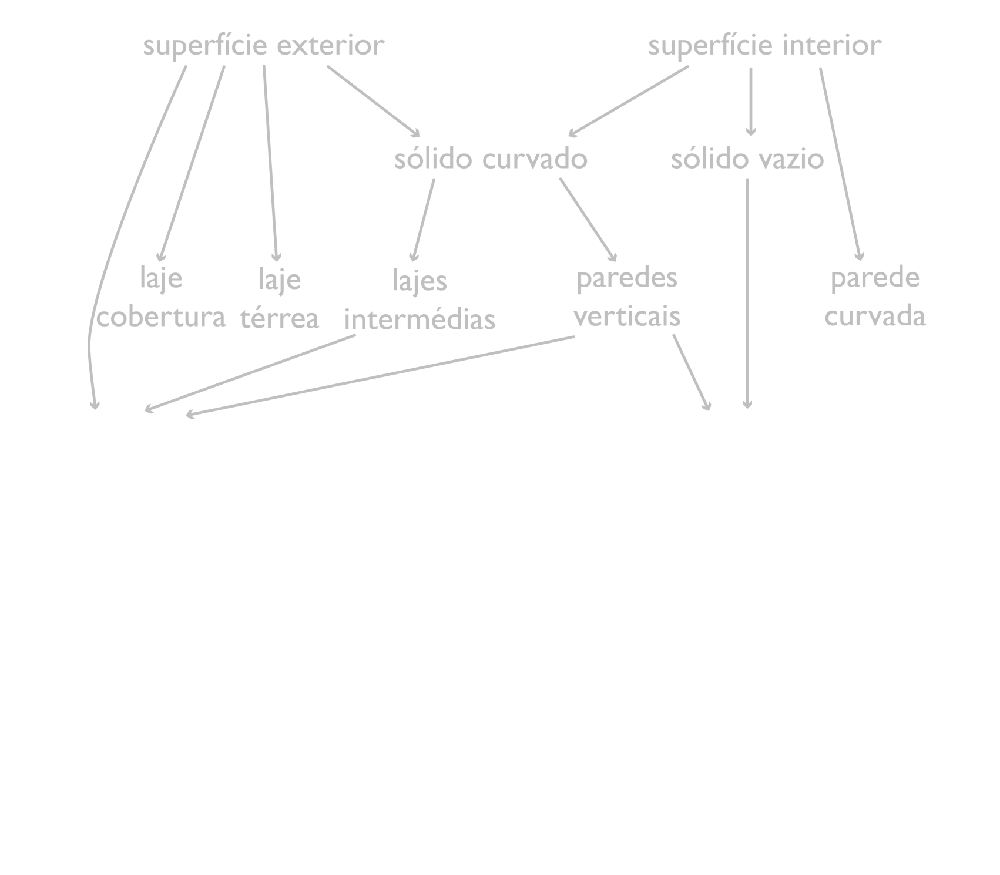 superfície exterior
superfície interior
sólido curvado
sólido vazio
laje
cobertura
laje
térrea
lajes
intermédias
paredes
verticais
parede
curvada